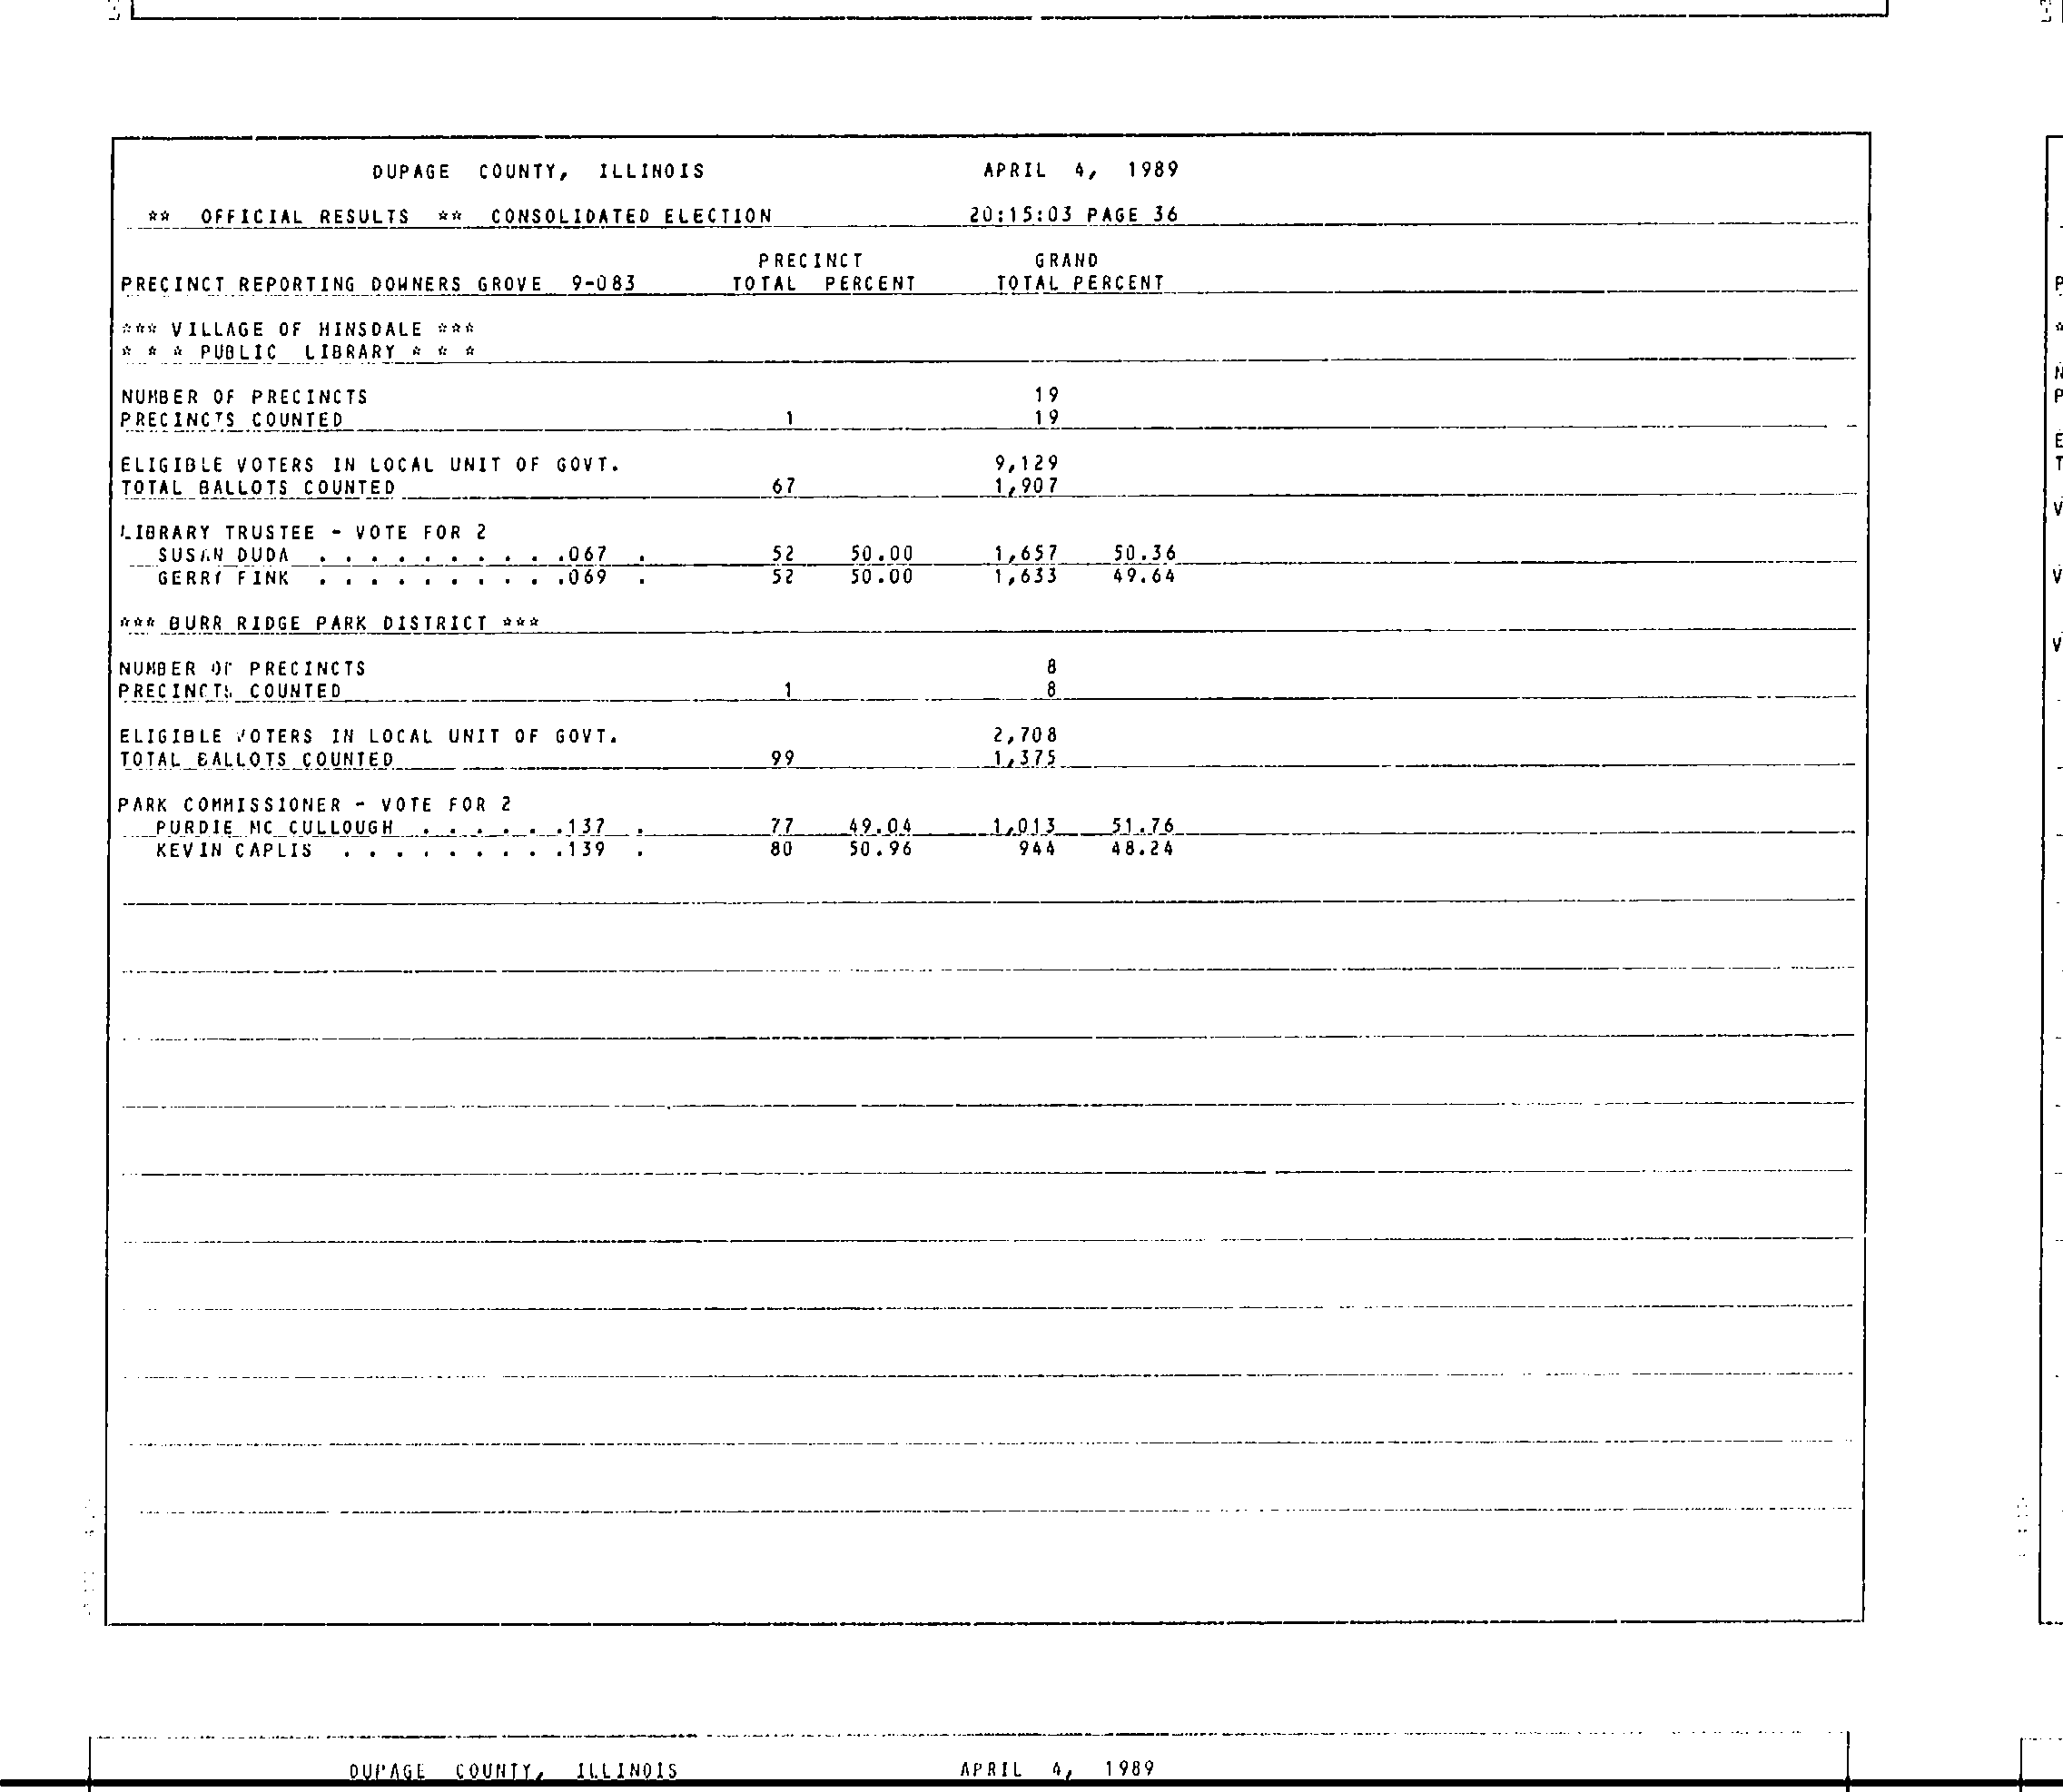 DUPAGE COUNTY, ILLINOIS APRIL 4, 1989
** OFFICIAL RESULTS ** CONSOLIDATED ELECTION 20:15:03 PAGE 36
PRECINCT GRAND
PRECINCT REPORTING DOWNERS GROVE 9-083 TOTAL PERCENT TOTAL PERCENT
*** VILLAGE OF HINSDALE ***
* * * PUBLIC LIBRARY * * *
NUMBER OF PRECINCTS 19
PRECINCTS COUNTED 1 19
ELIGIBLE VOTERS IN LOCAL UNIT OF GOVT. 9,129
TOTAL BALLOTS COUNTED 67 1,907
LIBRARY TRUSTEE - VOTE FOR 2
SUSAN DUDA . . . . . . . . . .067 . 52 50.00 1,657 50.36
GERRY FINK . . . . . . . . . .069 . 52 50.00 1,633 49.64
*** BURR RIDGE PARK DISTRICT ***
NUMBER OF PRECINCTS 8
PRECINCTS COUNTED 1 8
ELIGIBLE VOTERS IN LOCAL UNIT OF GOVT. 2,708
TOTAL BALLOTS COUNTED 99 1,375
PARK COMMISSIONER - VOTE FOR 2
PURDIE MC CULLOUGH . . . . . .137 . 77 49.04 1,013 51.76
KEVIN CAPLIS . . . . . . . . .139 . 80 50.96 944 48.24
DUPAGE COUNTY, ILLINOIS APRIL 4, 1989